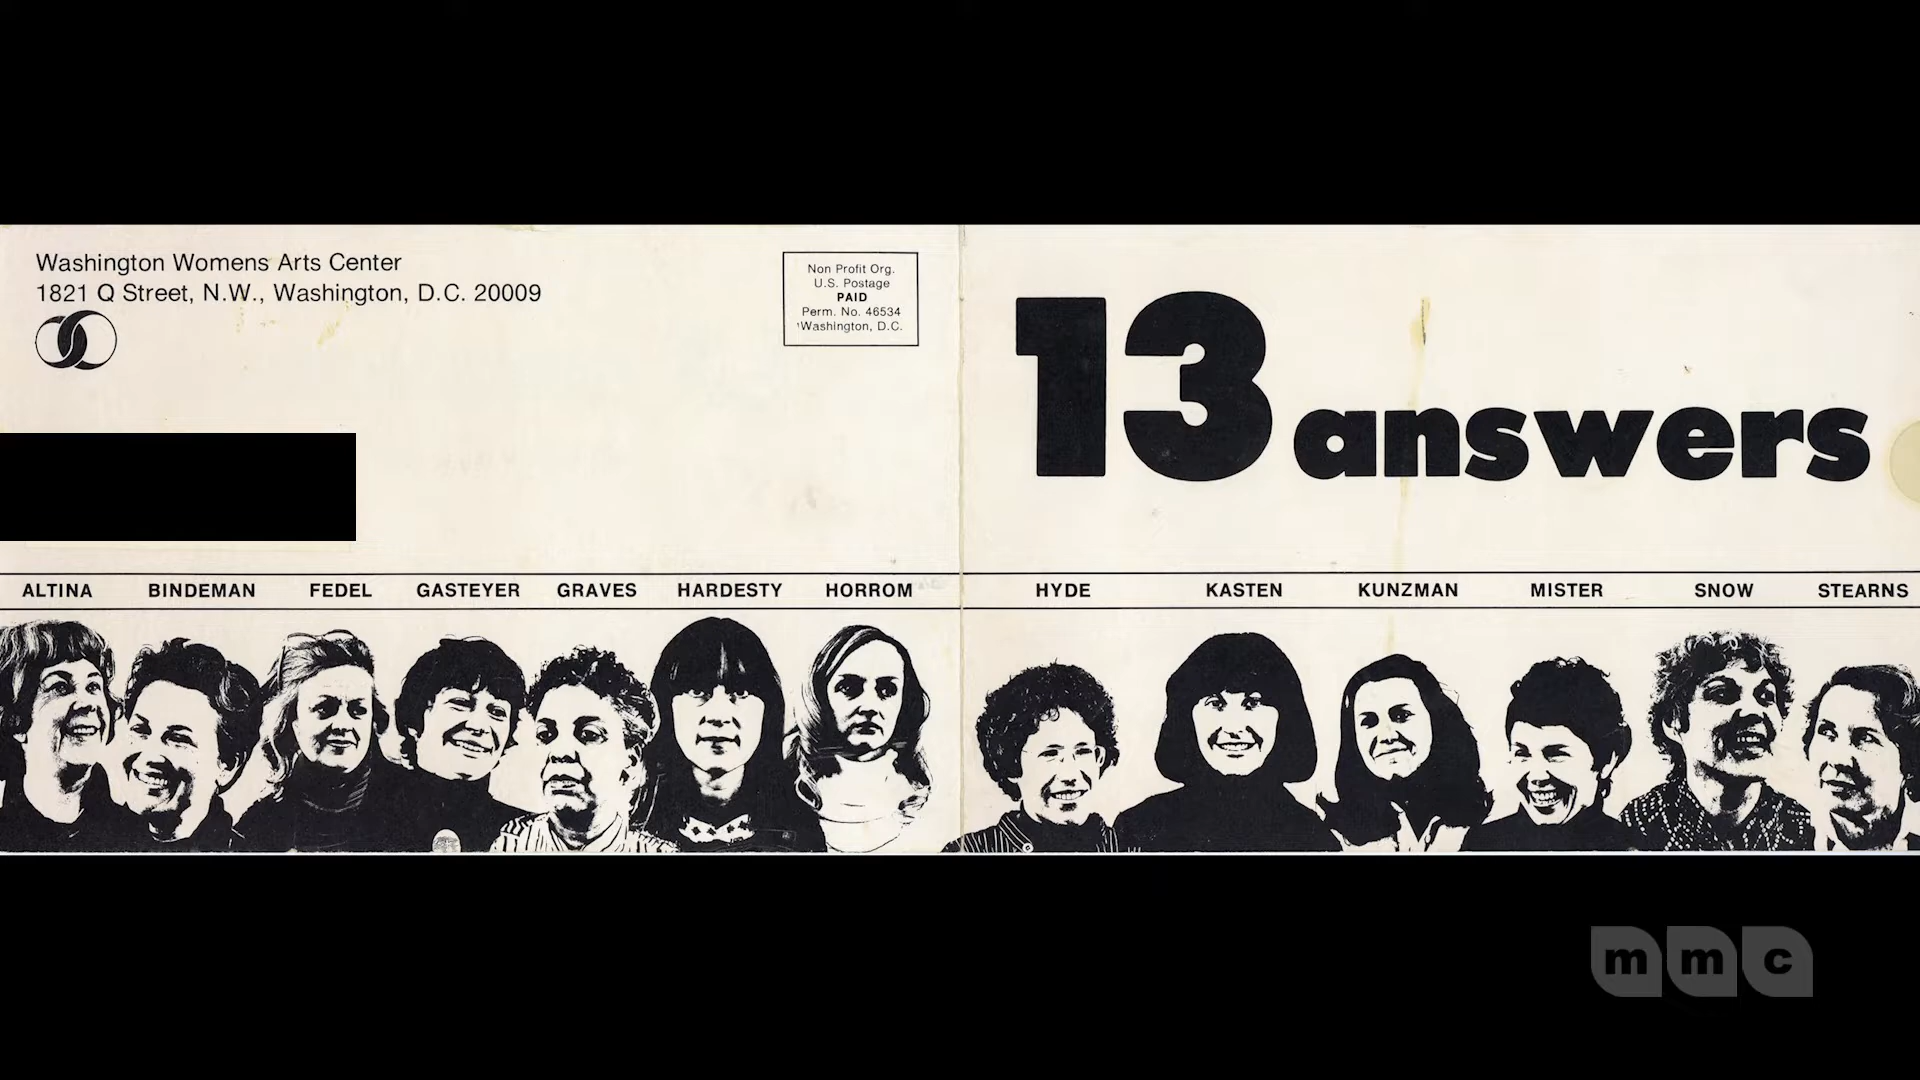 Washington Womens Arts Center
1821 Q Street, N.W., Washington, D.C. 20009
Non Profit Org.
U.S. Postage
PAID
Perm. No. 46534
Washington, D.C.
13 answers
ALTINA BINDEMAN FEDEL GASTEYER GRAVES HARDESTY HORROM HYDE KASTEN KUNZMAN MISTER SNOW STEARNS
mmc